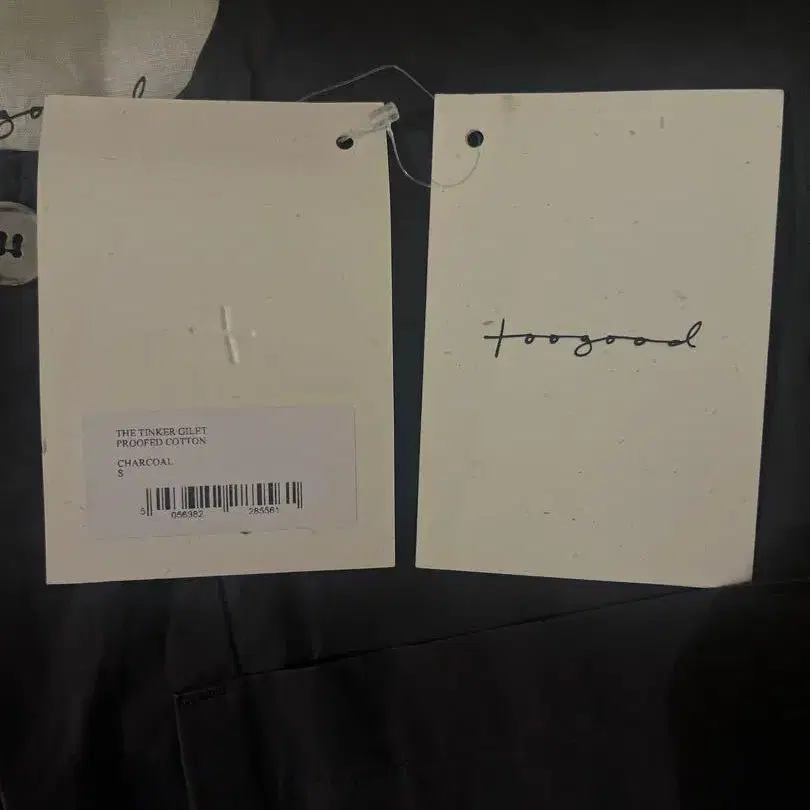 THE TINKER GILET
PROOFED COTTON
CHARCOAL
S
5 056382 285561
toogood